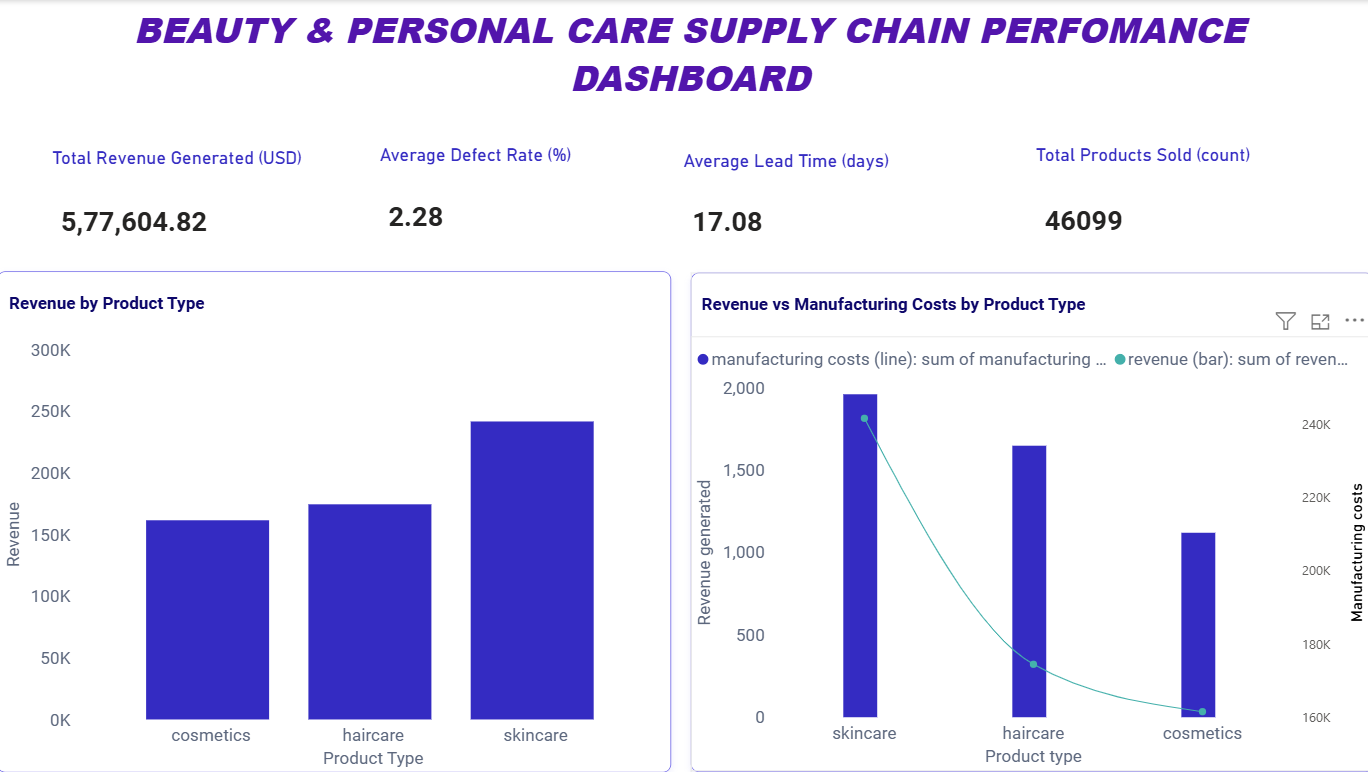 BEAUTY & PERSONAL CARE SUPPLY CHAIN PERFOMANCE
DASHBOARD
Total Revenue Generated (USD)
5,77,604.82
Average Defect Rate (%)
2.28
Average Lead Time (days)
17.08
Total Products Sold (count)
46099
Revenue by Product Type
Revenue
300K
250K
200K
150K
100K
50K
0K
cosmetics
haircare
skincare
Product Type
Revenue vs Manufacturing Costs by Product Type
manufacturing costs (line): sum of manufacturing ...
revenue (bar): sum of reven...
Revenue generated
2,000
1,500
1,000
500
0
240K
220K
200K
180K
160K
Manufacturing costs
skincare
haircare
cosmetics
Product type